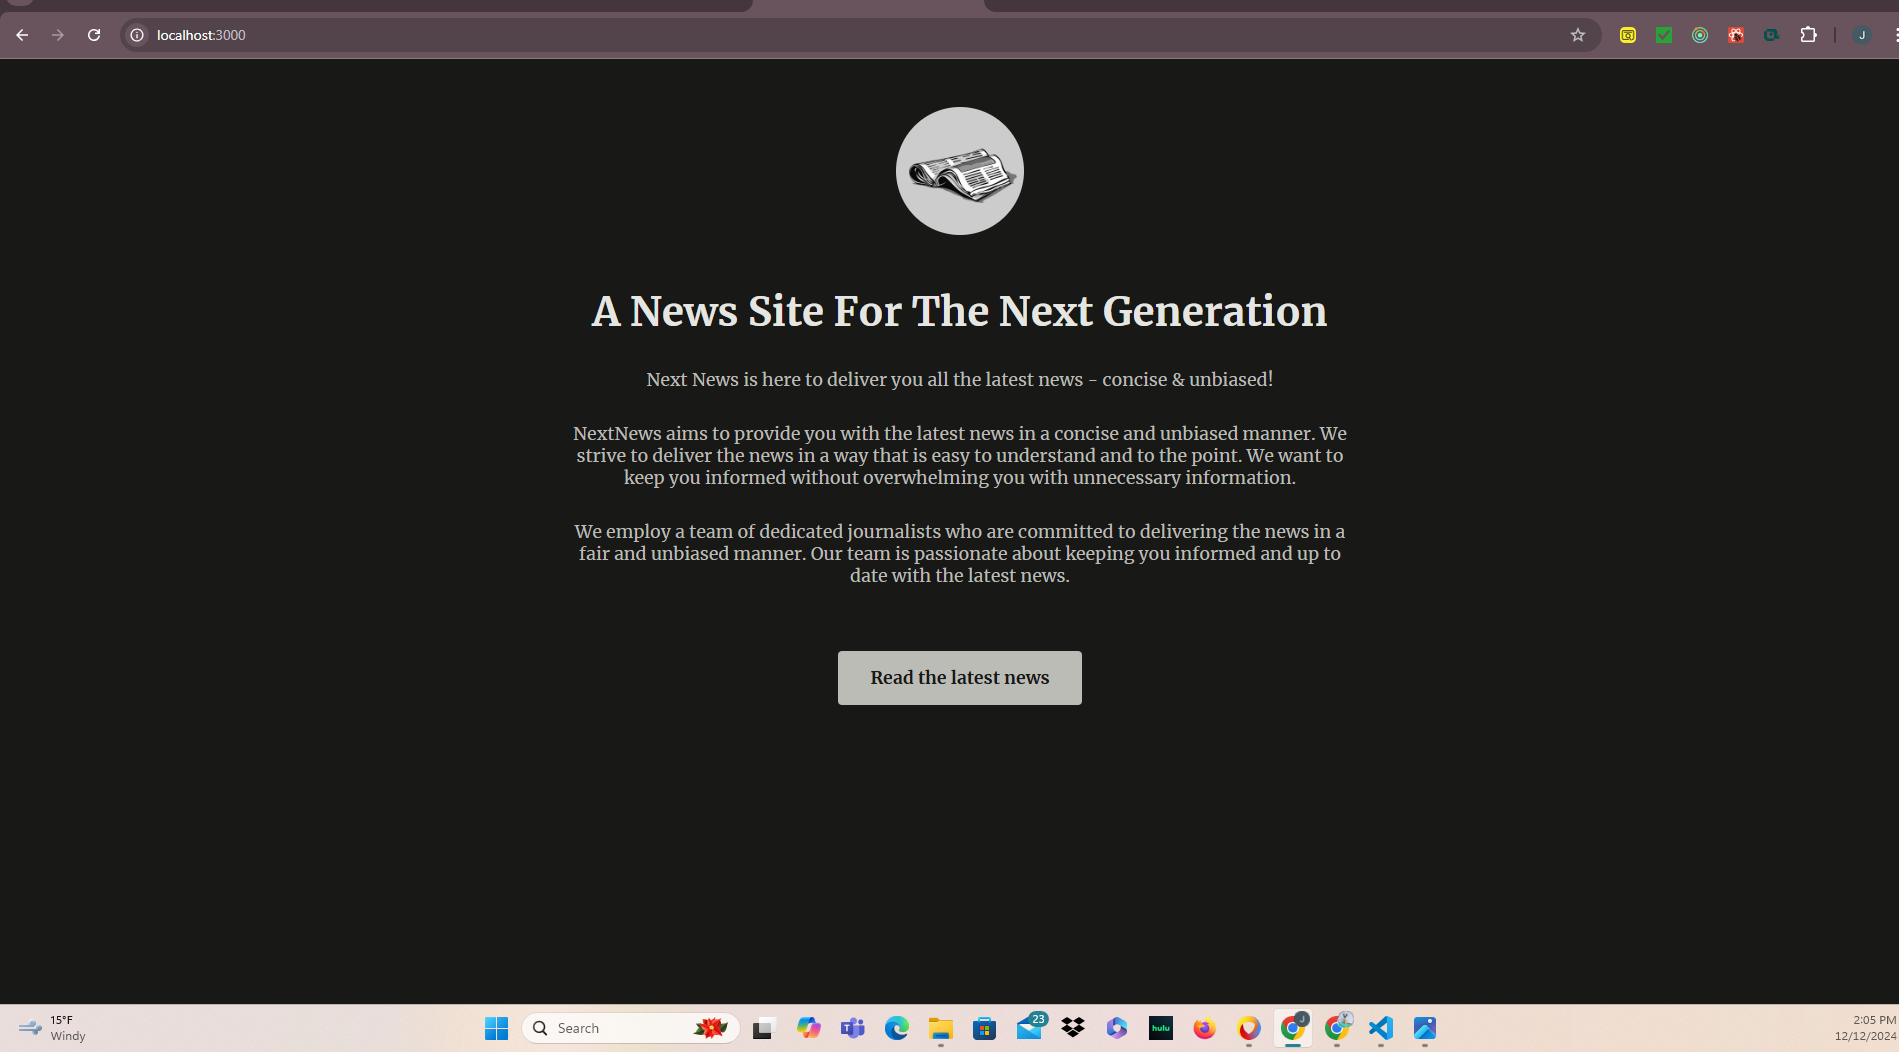 localhost:3000
J
A News Site For The Next Generation
Next News is here to deliver you all the latest news - concise & unbiased!
NextNews aims to provide you with the latest news in a concise and unbiased manner. We
strive to deliver the news in a way that is easy to understand and to the point. We want to
keep you informed without overwhelming you with unnecessary information.
We employ a team of dedicated journalists who are committed to delivering the news in a
fair and unbiased manner. Our team is passionate about keeping you informed and up to
date with the latest news.
Read the latest news
15°F
Windy
Search
T
23
hulu
J
2:05 PM
12/12/2024